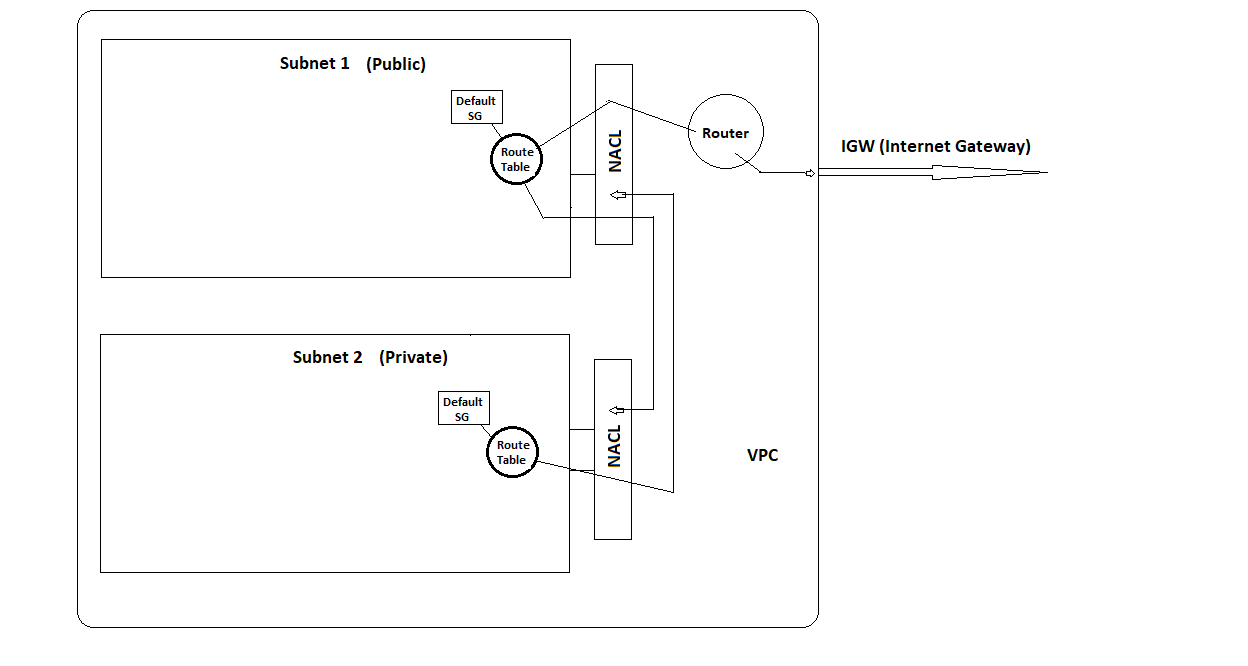 Subnet 1 (Public)
Default
SG
Route
Table
NACL
Router
IGW (Internet Gateway)
Subnet 2 (Private)
Default
SG
Route
Table
NACL
VPC